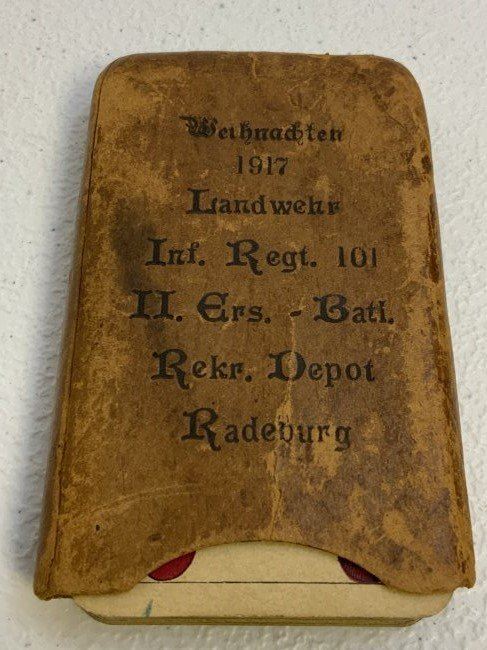 Weihnachten
1917
Landwehr
Inf. Regt. 101
II. Ers. - Batl.
Rekr. Depot
Radeburg